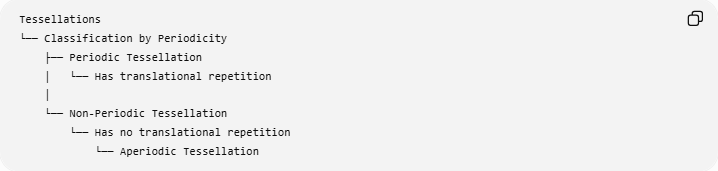 Tessellations
└── Classification by Periodicity
    ├── Periodic Tessellation
    │   └── Has translational repetition
    │
    └── Non-Periodic Tessellation
        └── Has no translational repetition
            └── Aperiodic Tessellation